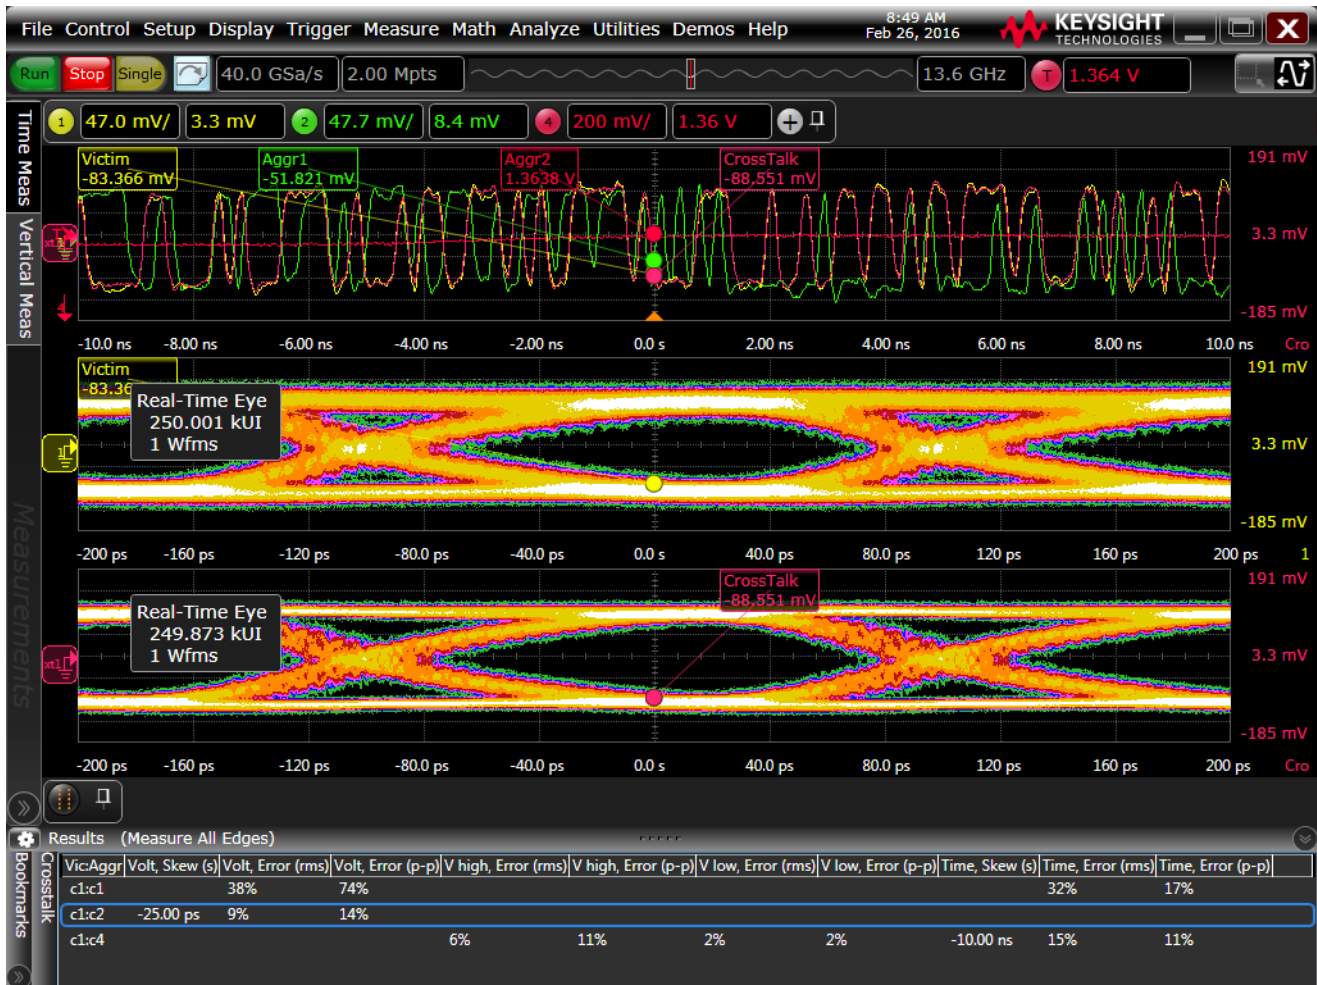 File Control Setup Display Trigger Measure Math Analyze Utilities Demos Help
8:49 AM
Feb 26, 2016
KEYSIGHT
TECHNOLOGIES
X
Run Stop Single 40.0 GSa/s 2.00 Mpts 13.6 GHz T 1.364 V
Time Meas
Vertical Meas
Measurements
1 47.0 mV/ 3.3 mV 2 47.7 mV/ 8.4 mV 4 200 mV/ 1.36 V
Victim
-83.366 mV
Aggr1
-51.821 mV
Aggr2
1.3638 V
CrossTalk
-88.551 mV
191 mV
3.3 mV
-185 mV
4
-10.0 ns -8.00 ns -6.00 ns -4.00 ns -2.00 ns 0.0 s 2.00 ns 4.00 ns 6.00 ns 8.00 ns 10.0 ns Cro
Victim
-83.36
Real-Time Eye
250.001 kUI
1 Wfms
191 mV
3.3 mV
-185 mV
-200 ps -160 ps -120 ps -80.0 ps -40.0 ps 0.0 s 40.0 ps 80.0 ps 120 ps 160 ps 200 ps 1
CrossTalk
-88.551 mV
Real-Time Eye
249.873 kUI
1 Wfms
xt1
191 mV
3.3 mV
-185 mV
-200 ps -160 ps -120 ps -80.0 ps -40.0 ps 0.0 s 40.0 ps 80.0 ps 120 ps 160 ps 200 ps Cro
Results (Measure All Edges)
Bookmarks
Crosstalk
Vic:Aggr Volt, Skew (s) Volt, Error (rms) Volt, Error (p-p) V high, Error (rms) V high, Error (p-p) V low, Error (rms) V low, Error (p-p) Time, Skew (s) Time, Error (rms) Time, Error (p-p)
c1:c1 38% 74% 32% 17%
c1:c2 -25.00 ps 9% 14%
c1:c4 6% 11% 2% 2% -10.00 ns 15% 11%